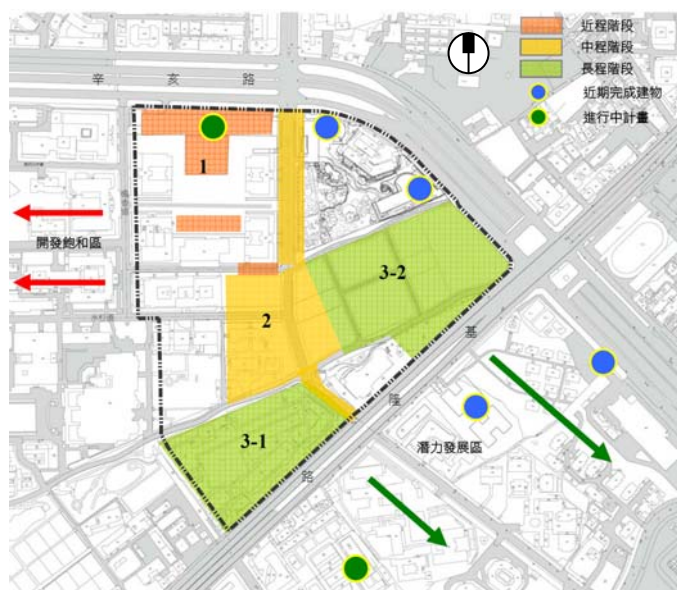 近程階段
中程階段
長程階段
近期完成建物
進行中計畫
辛亥路
1
開發飽和區
3-2
2
基隆路
3-1
潛力發展區